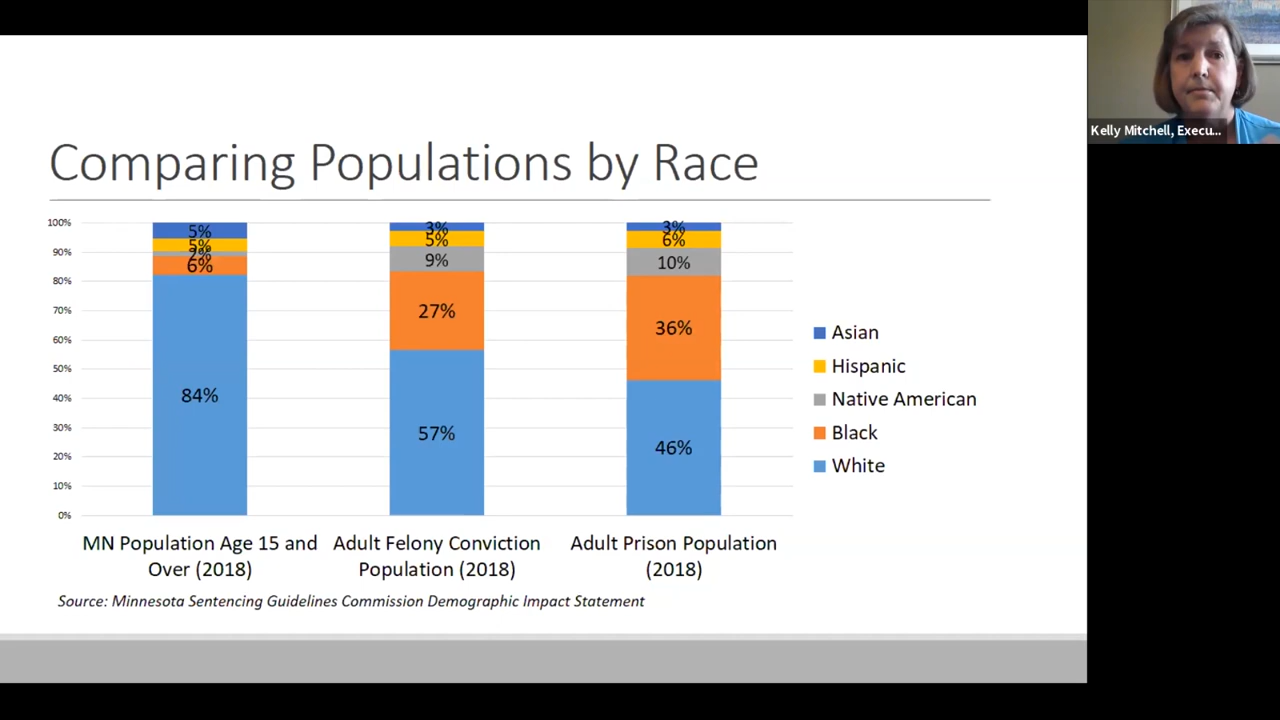 Kelly Mitchell, Execu...
Comparing Populations by Race
100%
90%
80%
70%
60%
50%
40%
30%
20%
10%
0%
5%
5%
2%
6%
84%
3%
5%
9%
27%
57%
3%
6%
10%
36%
46%
Asian
Hispanic
Native American
Black
White
MN Population Age 15 and
Over (2018)
Adult Felony Conviction
Population (2018)
Adult Prison Population
(2018)
Source: Minnesota Sentencing Guidelines Commission Demographic Impact Statement